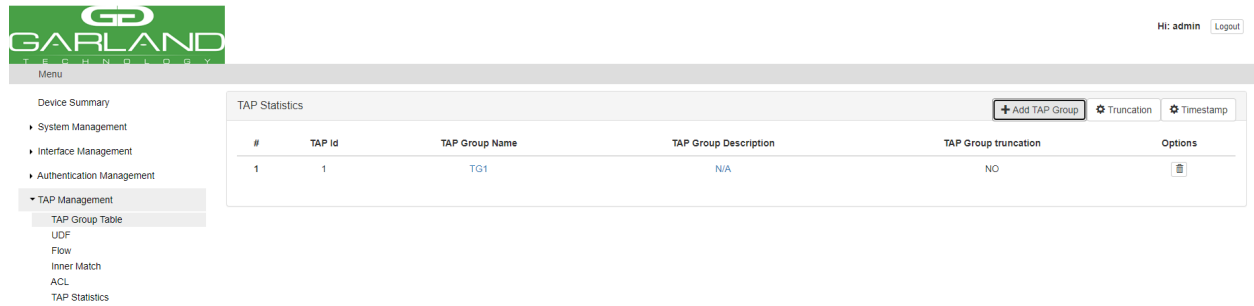 GARLAND
TECHNOLOGY
Hi: admin Logout
Menu
Device Summary
System Management
Interface Management
Authentication Management
TAP Management
TAP Group Table
UDF
Flow
Inner Match
ACL
TAP Statistics
TAP Statistics
Add TAP Group Truncation Timestamp
# TAP Id TAP Group Name TAP Group Description TAP Group truncation Options
1 1 TG1 N/A NO